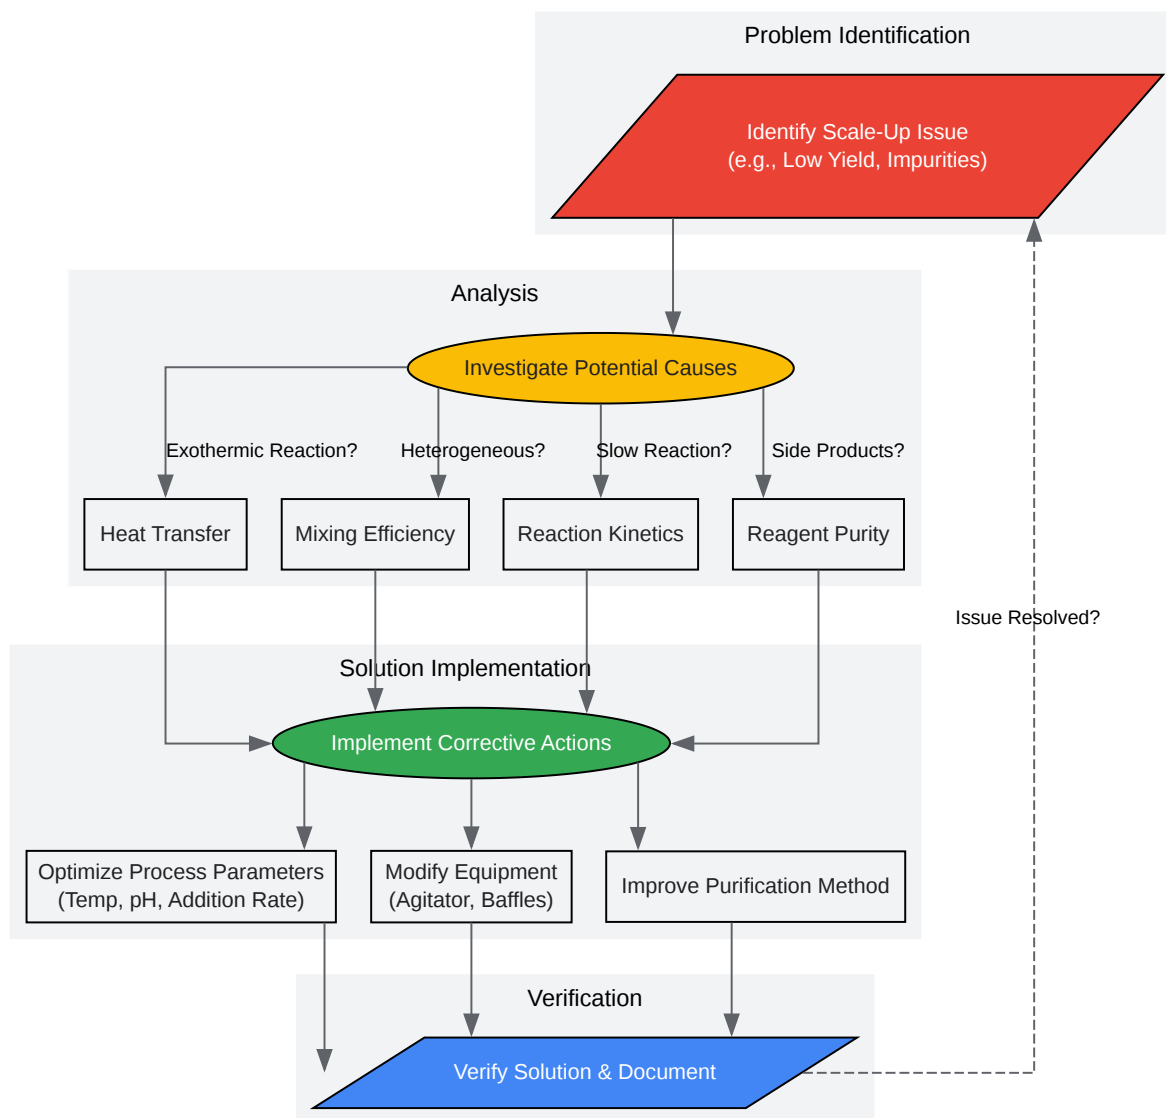 Problem Identification
Identify Scale-Up Issue
(e.g., Low Yield, Impurities)
Analysis
Investigate Potential Causes
Exothermic Reaction?
Heterogeneous?
Slow Reaction?
Side Products?
Heat Transfer
Mixing Efficiency
Reaction Kinetics
Reagent Purity
Issue Resolved?
Solution Implementation
Implement Corrective Actions
Optimize Process Parameters
(Temp, pH, Addition Rate)
Modify Equipment
(Agitator, Baffles)
Improve Purification Method
Verification
Verify Solution & Document